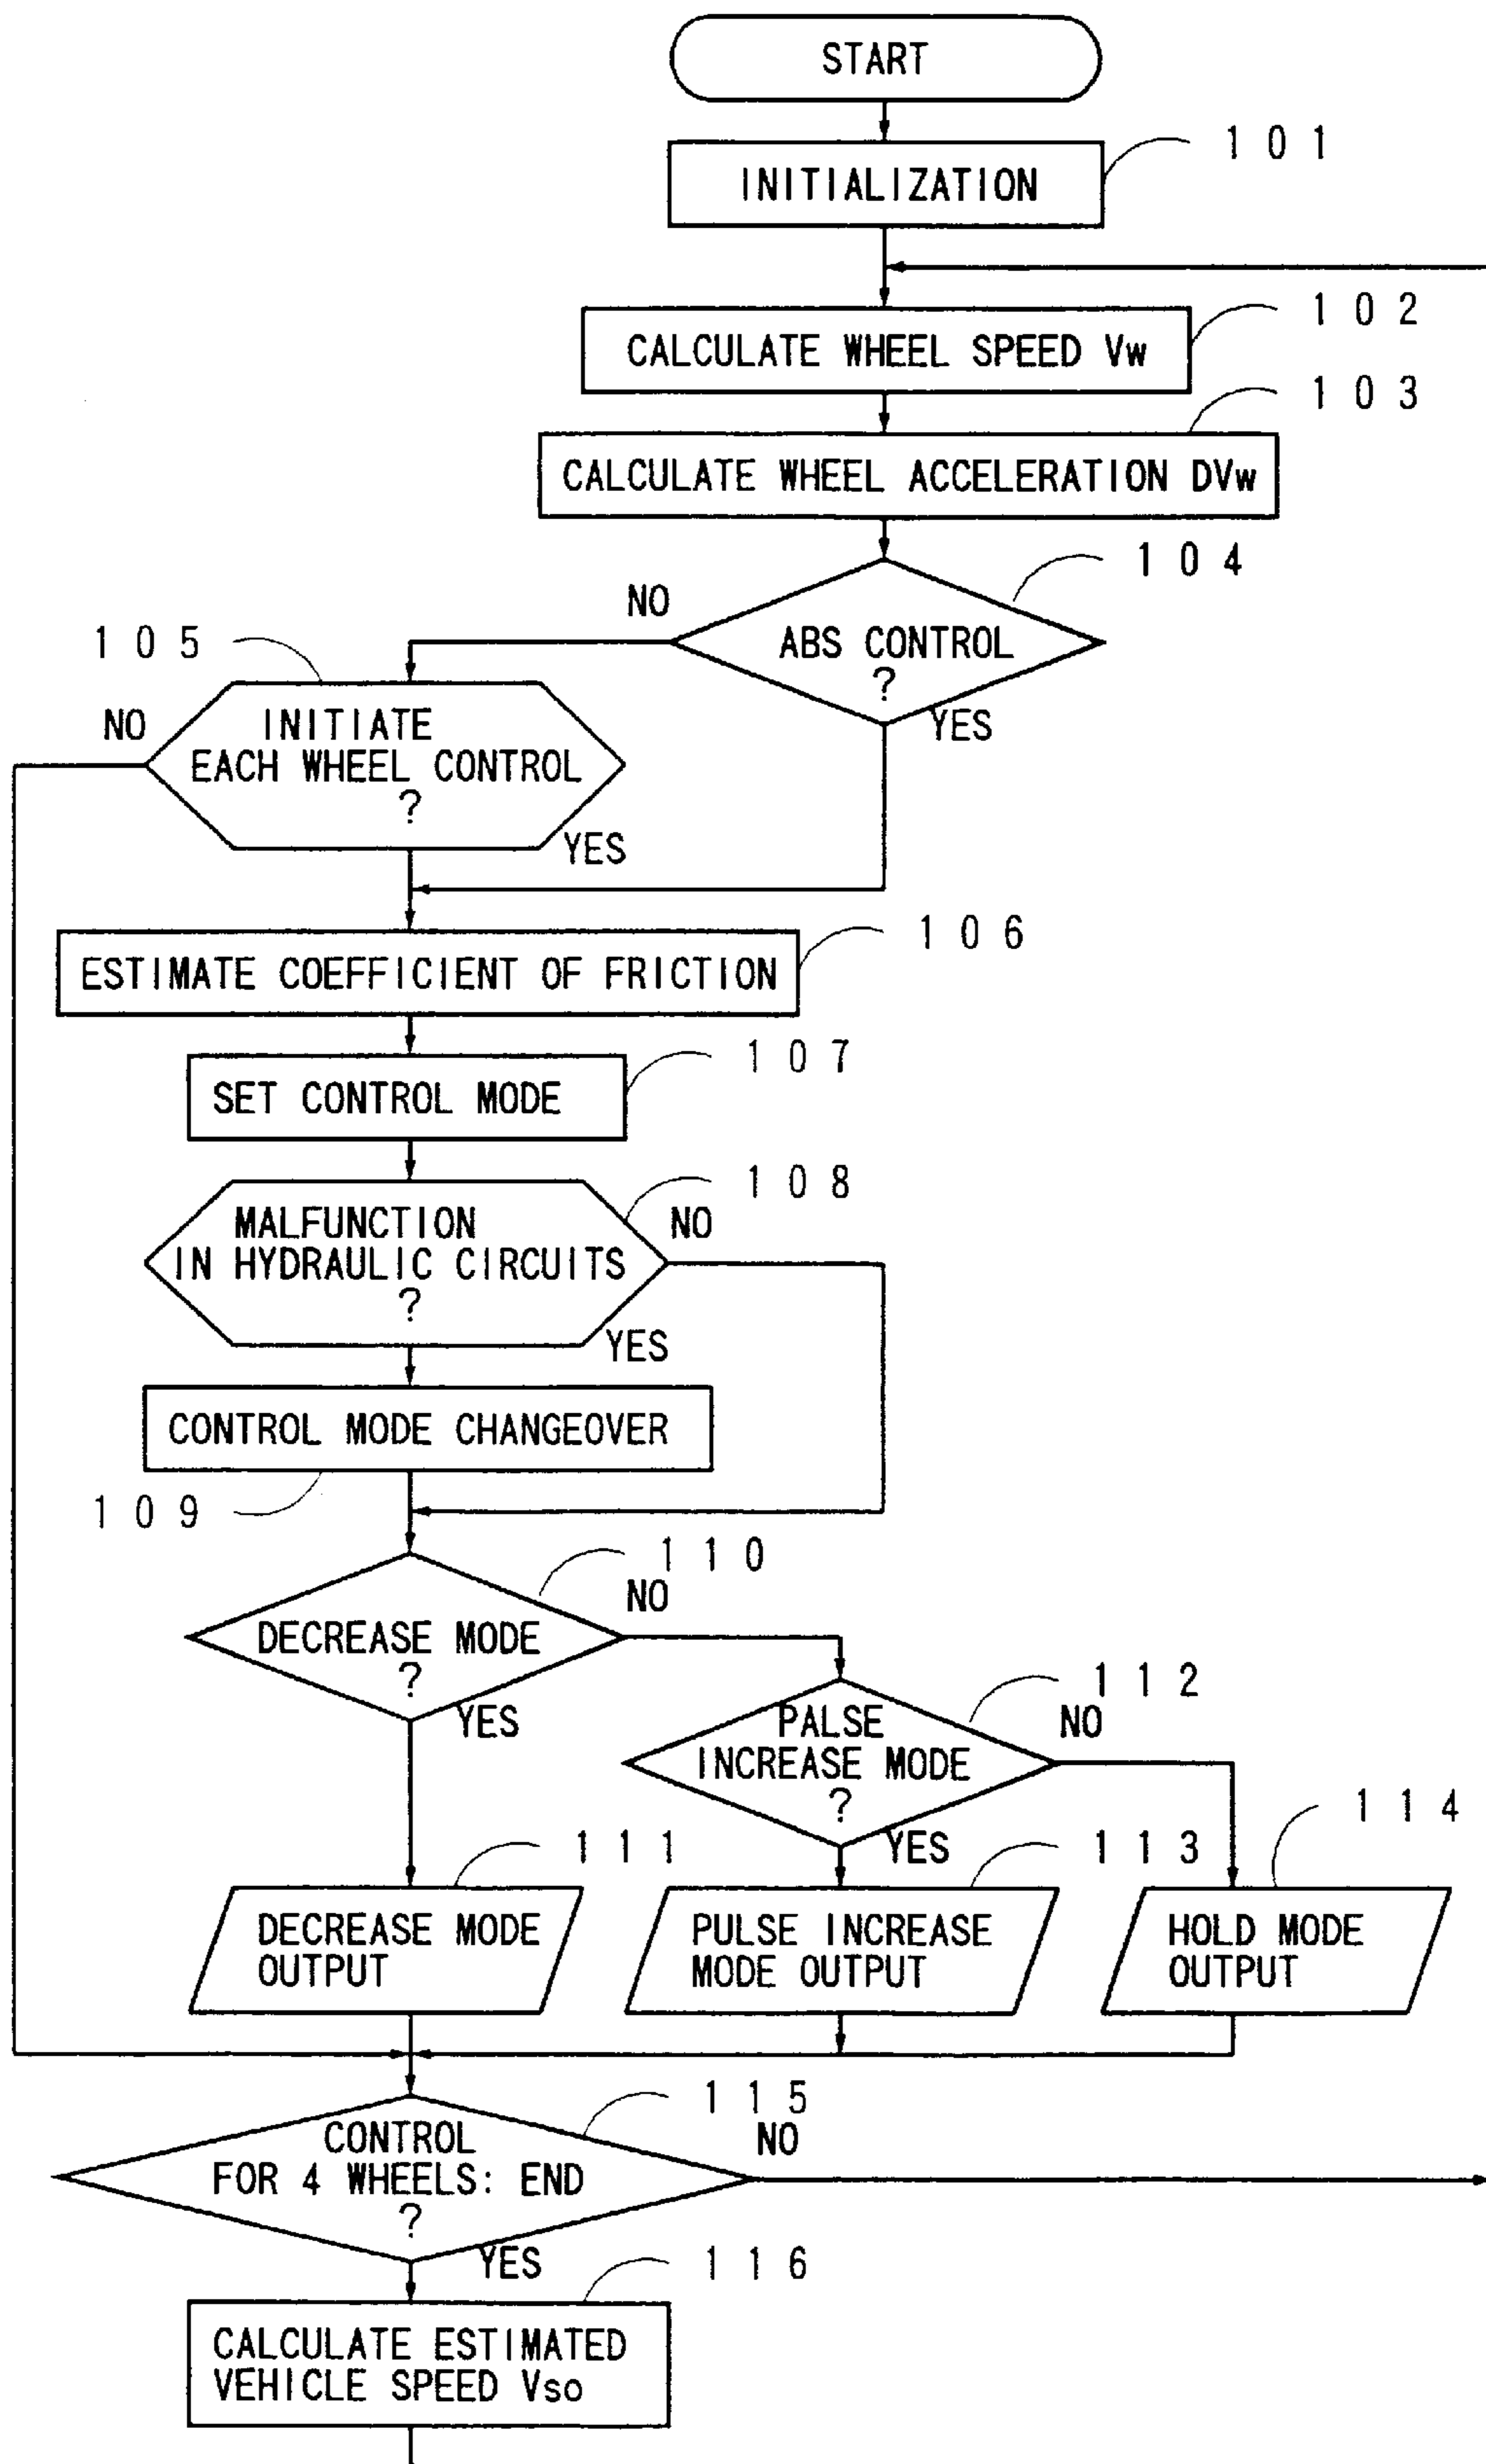 START
INITIALIZATION
101
CALCULATE WHEEL SPEED Vw
102
CALCULATE WHEEL ACCELERATION DVw
103
ABS CONTROL
?
104
NO
YES
105
INITIATE
EACH WHEEL CONTROL
?
NO
YES
ESTIMATE COEFFICIENT OF FRICTION
106
SET CONTROL MODE
107
MALFUNCTION
IN HYDRAULIC CIRCUITS
?
108
NO
YES
CONTROL MODE CHANGEOVER
109
DECREASE MODE
?
110
NO
YES
PALSE
INCREASE MODE
?
112
NO
YES
111
DECREASE MODE
OUTPUT
113
PULSE INCREASE
MODE OUTPUT
114
HOLD MODE
OUTPUT
CONTROL
FOR 4 WHEELS: END
?
115
NO
YES
116
CALCULATE ESTIMATED
VEHICLE SPEED Vso